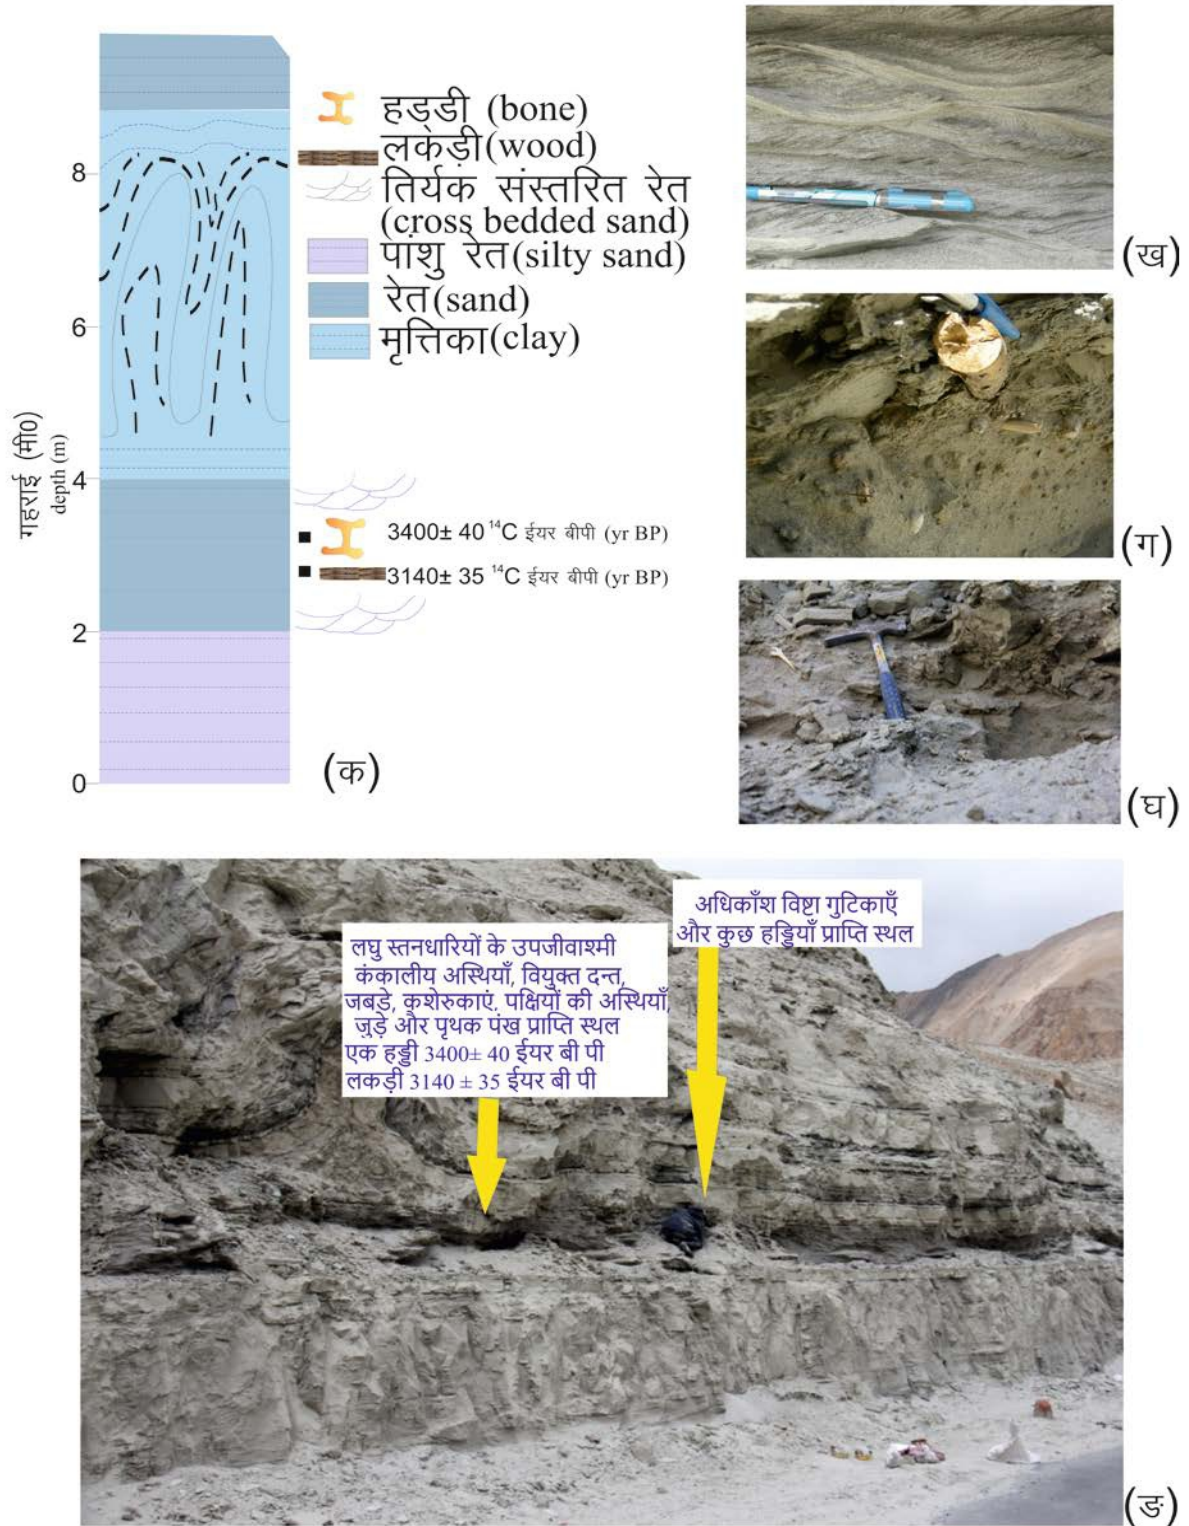 हड्डी (bone)
लकड़ी(wood)
तिर्यक संस्तरित रेत
(cross bedded sand)
पांशु रेत(silty sand)
रेत(sand)
मृत्तिका(clay)
8
6
4
2
0
गहराई (मी0)
depth (m)
3400± 40 ¹⁴C ईयर बीपी (yr BP)
3140± 35 ¹⁴C ईयर बीपी (yr BP)
(क)
(ख)
(ग)
(घ)
लघु स्तनधारियों के उपजीवाश्मी
कंकालीय अस्थियाँ, वियुक्त दन्त,
जबड़े, कशेरुकाएं, पक्षियों की अस्थियाँ,
जुड़े और पृथक पंख प्राप्ति स्थल
एक हड्डी 3400± 40 ईयर बी पी
लकड़ी 3140 ± 35 ईयर बी पी
अधिकाँश विष्टा गुटिकाएँ
और कुछ हड्डियाँ प्राप्ति स्थल
(ङ)